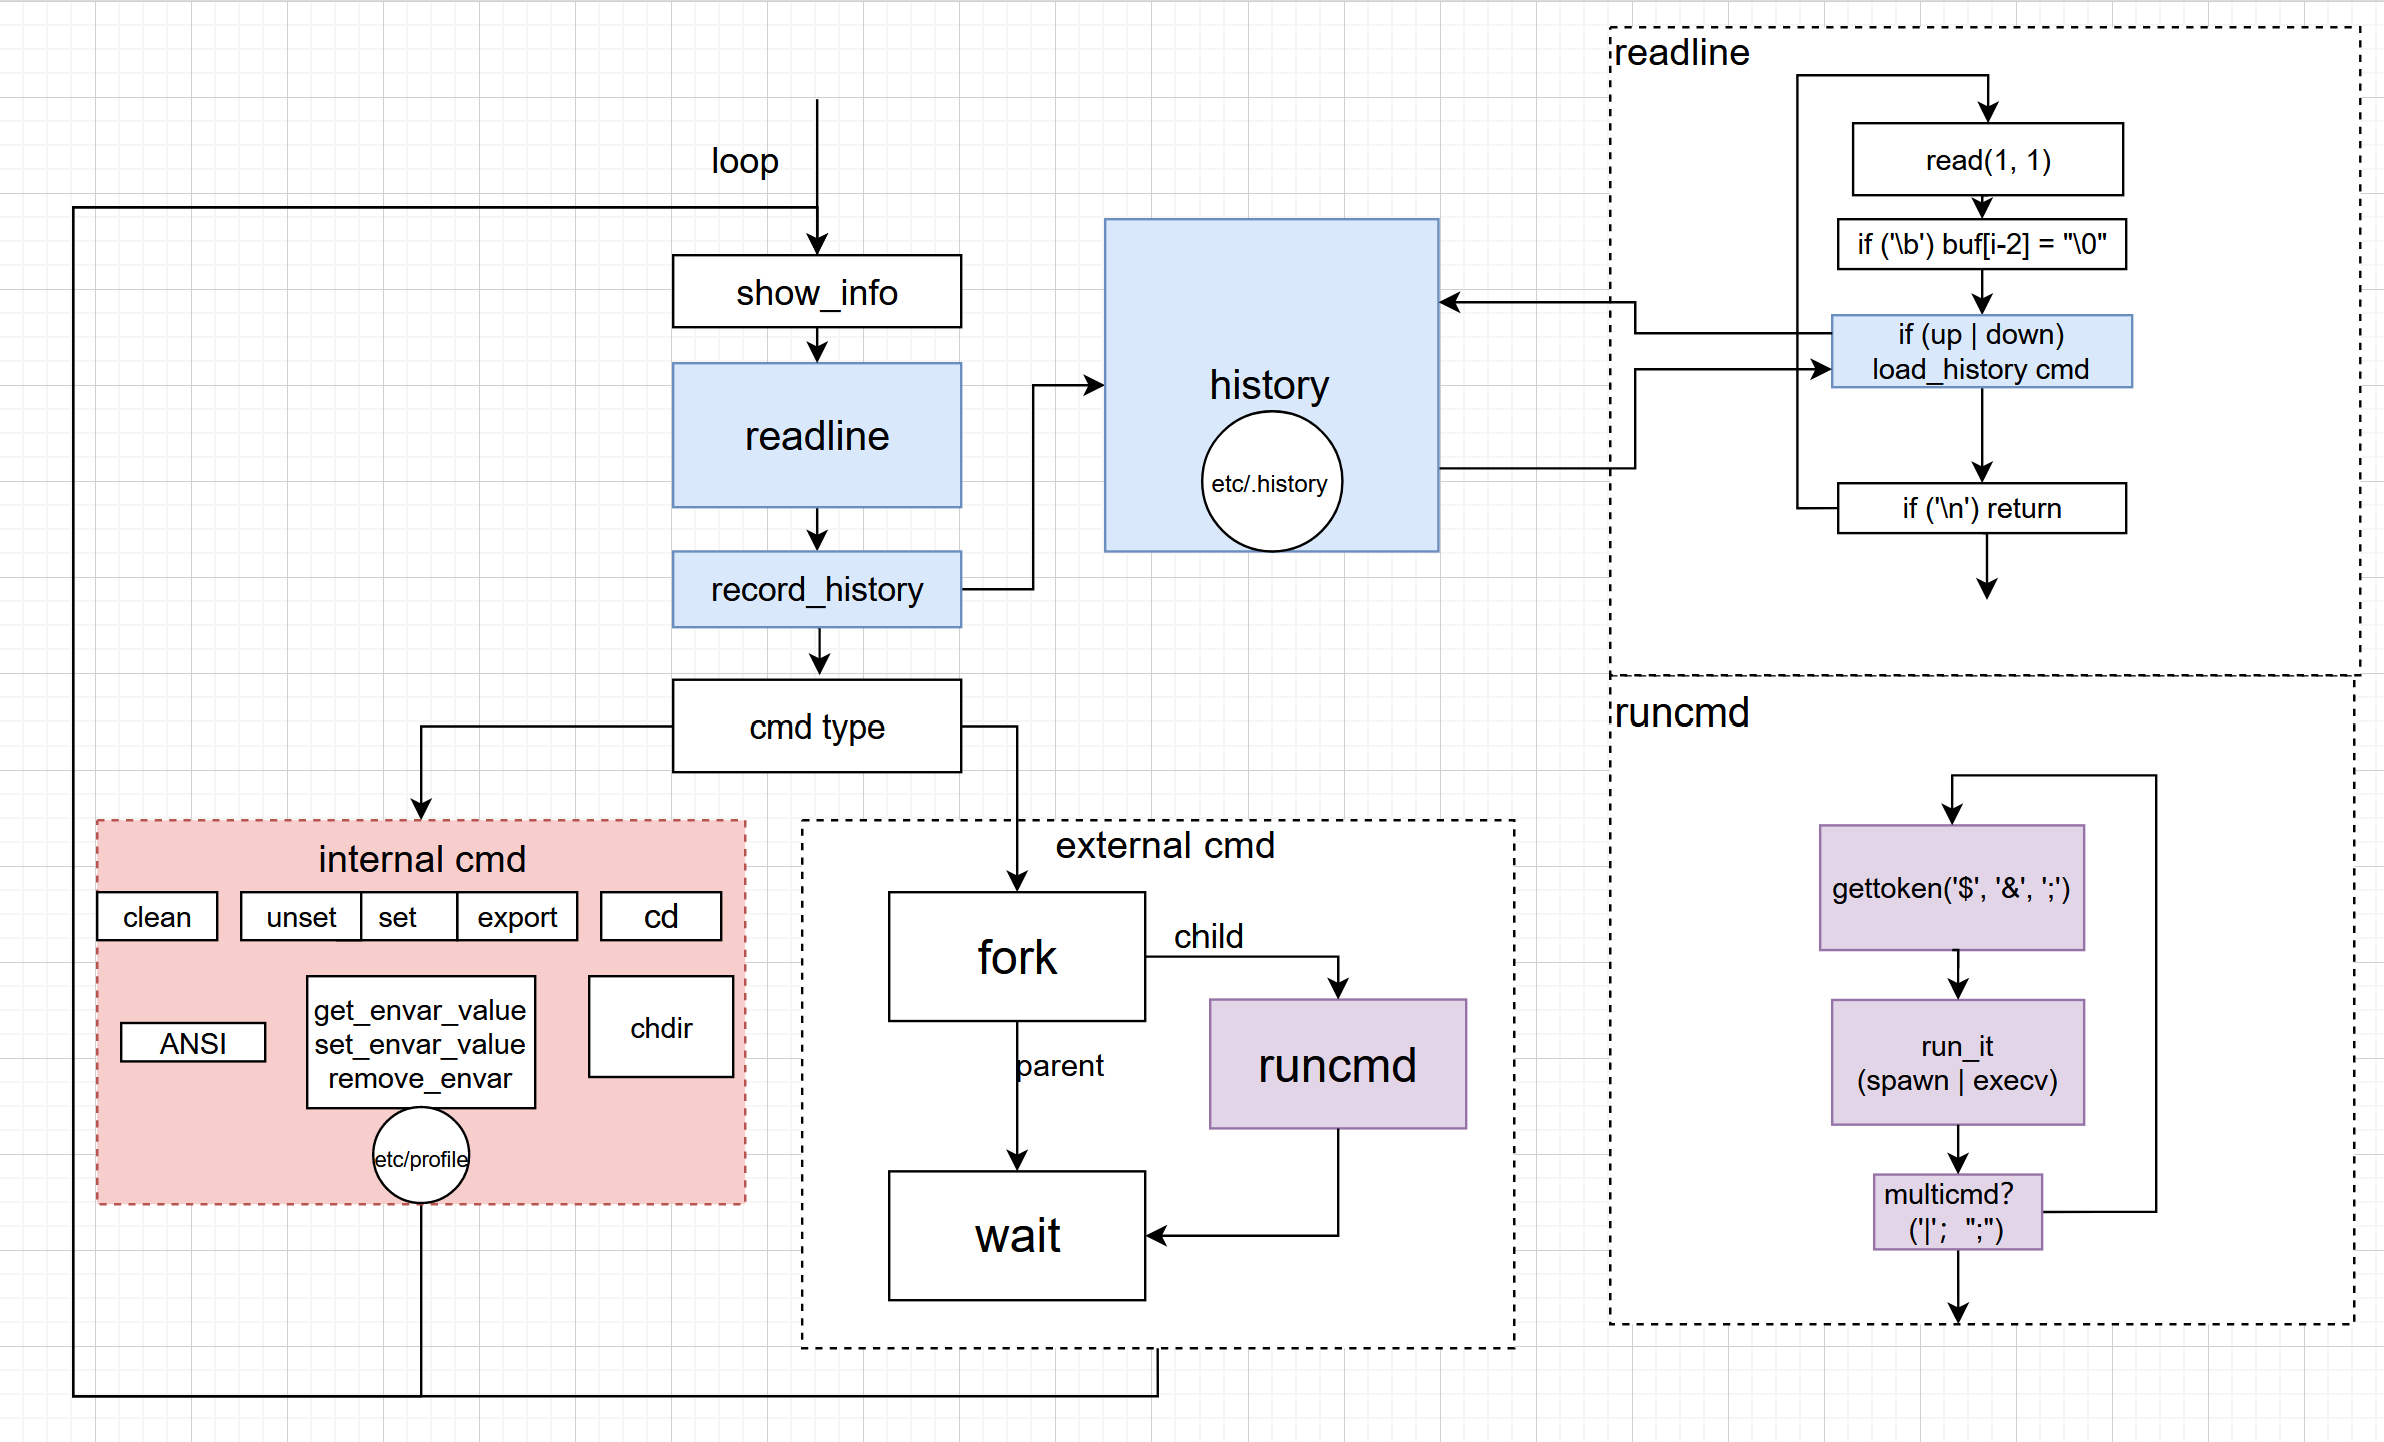 loop
show_info
readline
record_history
cmd type
history
etc/.history
internal cmd
clean
unset
set
export
cd
ANSI
get_envar_value
set_envar_value
remove_envar
chdir
etc/profile
external cmd
fork
child
parent
runcmd
wait
readline
read(1, 1)
if ('\b') buf[i-2] = "\0"
if (up | down)
load_history cmd
if ('\n') return
runcmd
gettoken('$', '&', ';')
run_it
(spawn | execv)
multicmd？
('|'；";")